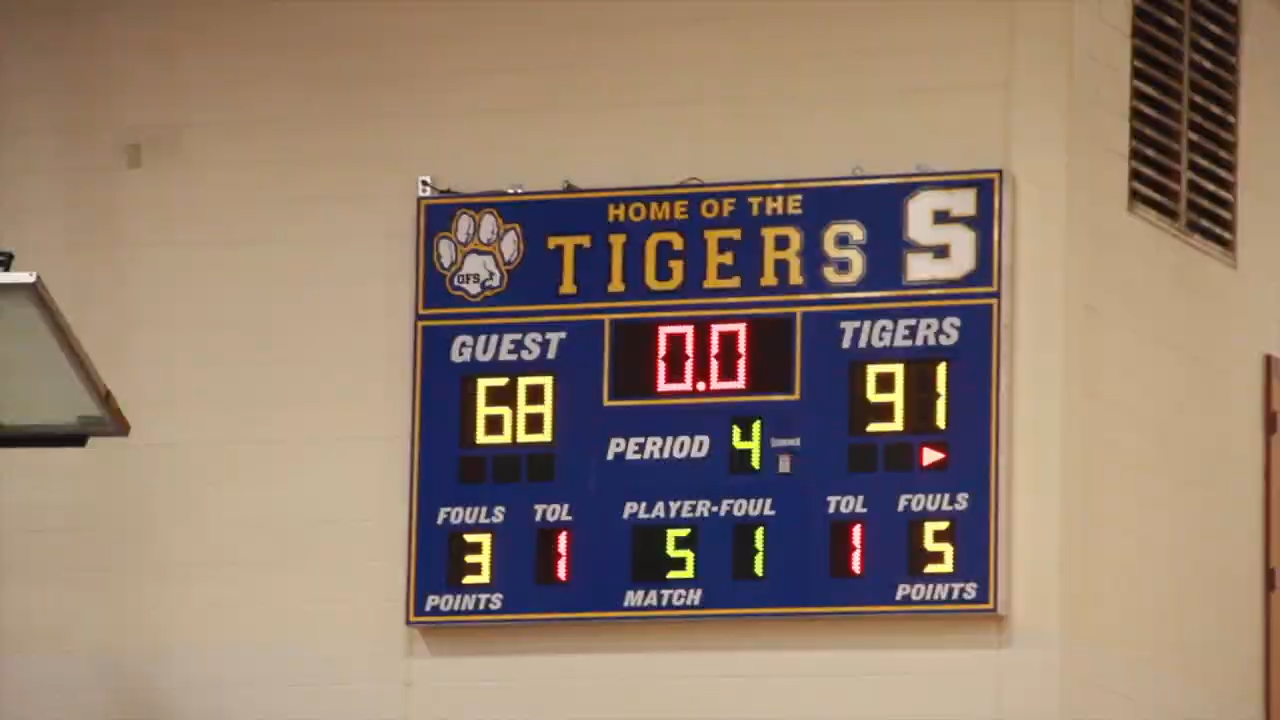 HOME OF THE
TIGERS
S
OFS
GUEST
0.0
TIGERS
68
91
PERIOD 4
FOULS TOL PLAYER-FOUL TOL FOULS
3 1 5 1 1 5
POINTS MATCH POINTS